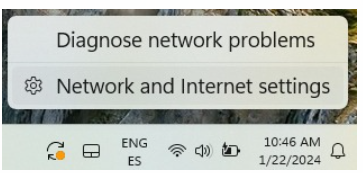 Diagnose network problems
Network and Internet settings
ENG 10:46 AM
ES 1/22/2024